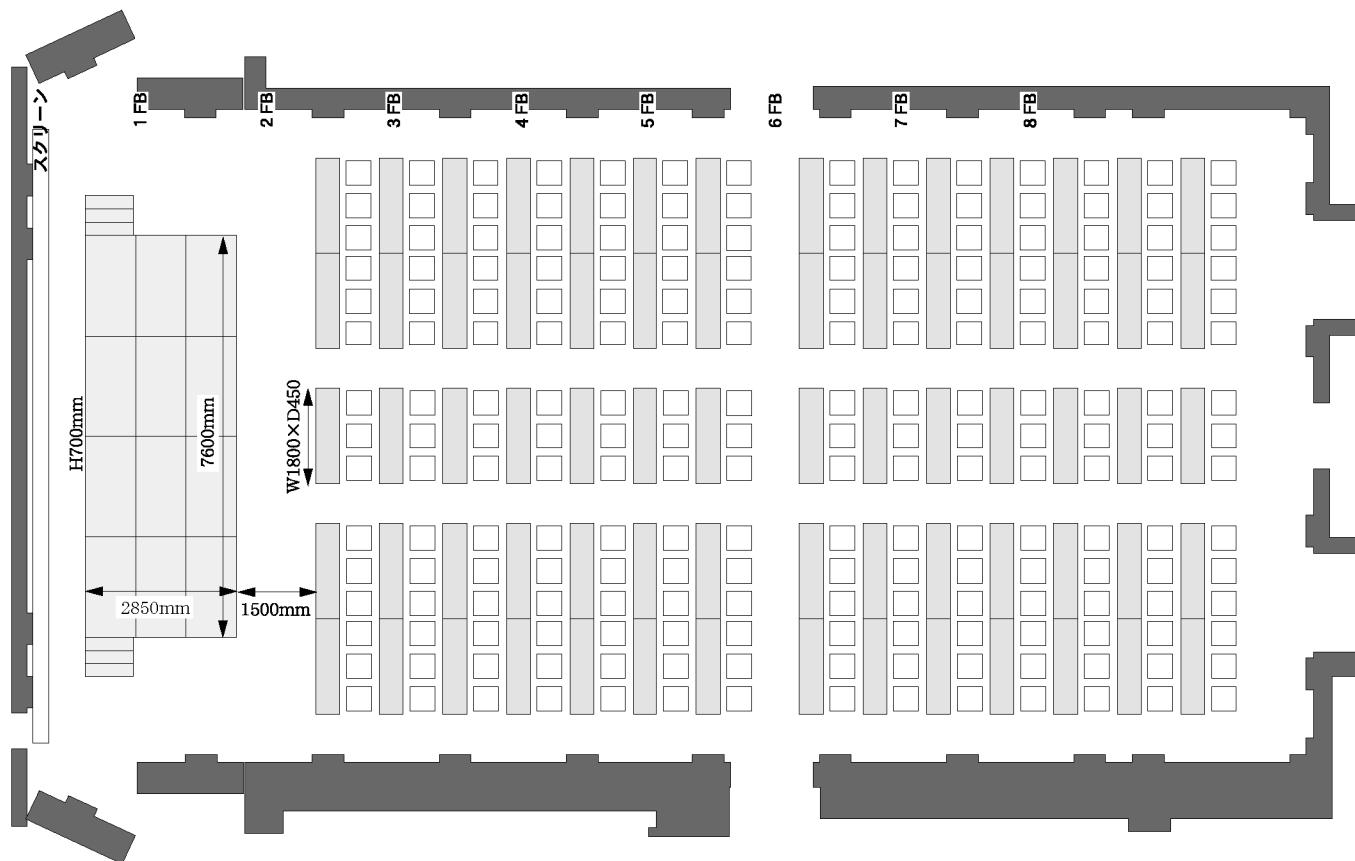 スクリーン
1 FB
2 FB
3 FB
4 FB
5 FB
6 FB
7 FB
8 FB
H700mm
7600mm
W1800×D450
2850mm
1500mm